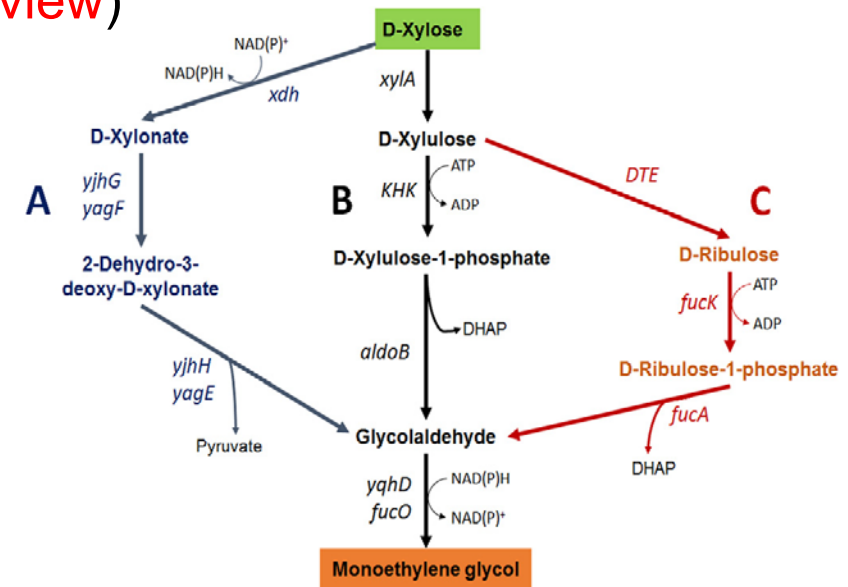 view)
D-Xylose
NAD(P)⁺
NAD(P)H
xdh
xylA
D-Xylonate
D-Xylulose
yjhG
yagF
A
KHK
ATP
ADP
B
DTE
C
2-Dehydro-3-
deoxy-D-xylonate
D-Xylulose-1-phosphate
D-Ribulose
fucK
ATP
ADP
DHAP
aldoB
yjhH
yagE
D-Ribulose-1-phosphate
fucA
Pyruvate
Glycolaldehyde
DHAP
yqhD
fucO
NAD(P)H
NAD(P)⁺
Monoethylene glycol